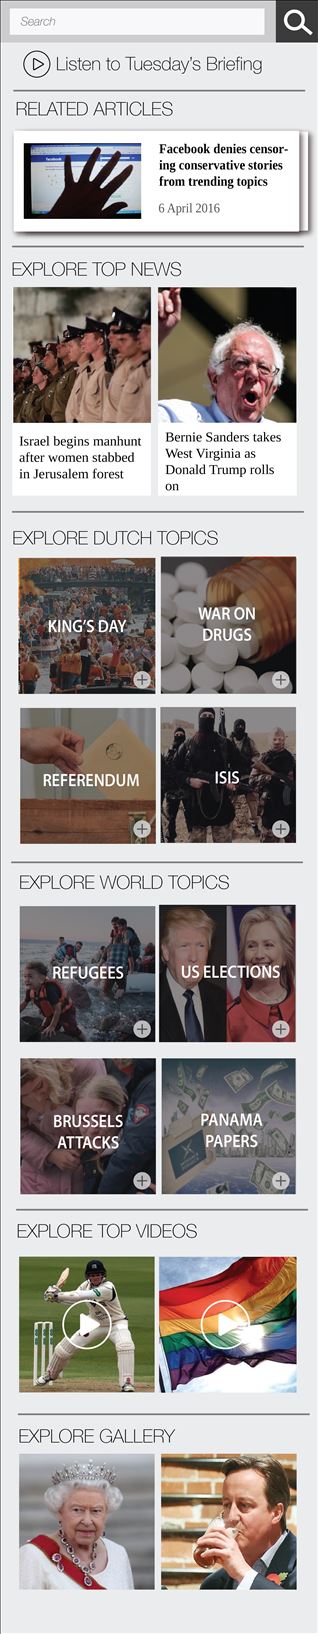 Search
Listen to Tuesday's Briefing
RELATED ARTICLES
Facebook denies censor-
ing conservative stories
from trending topics
6 April 2016
EXPLORE TOP NEWS
Israel begins manhunt
after women stabbed
in Jerusalem forest
Bernie Sanders takes
West Virginia as
Donald Trump rolls
on
EXPLORE DUTCH TOPICS
KING'S DAY
WAR ON
DRUGS
REFERENDUM
ISIS
EXPLORE WORLD TOPICS
REFUGEES
US ELECTIONS
BRUSSELS
ATTACKS
PANAMA
PAPERS
EXPLORE TOP VIDEOS
EXPLORE GALLERY